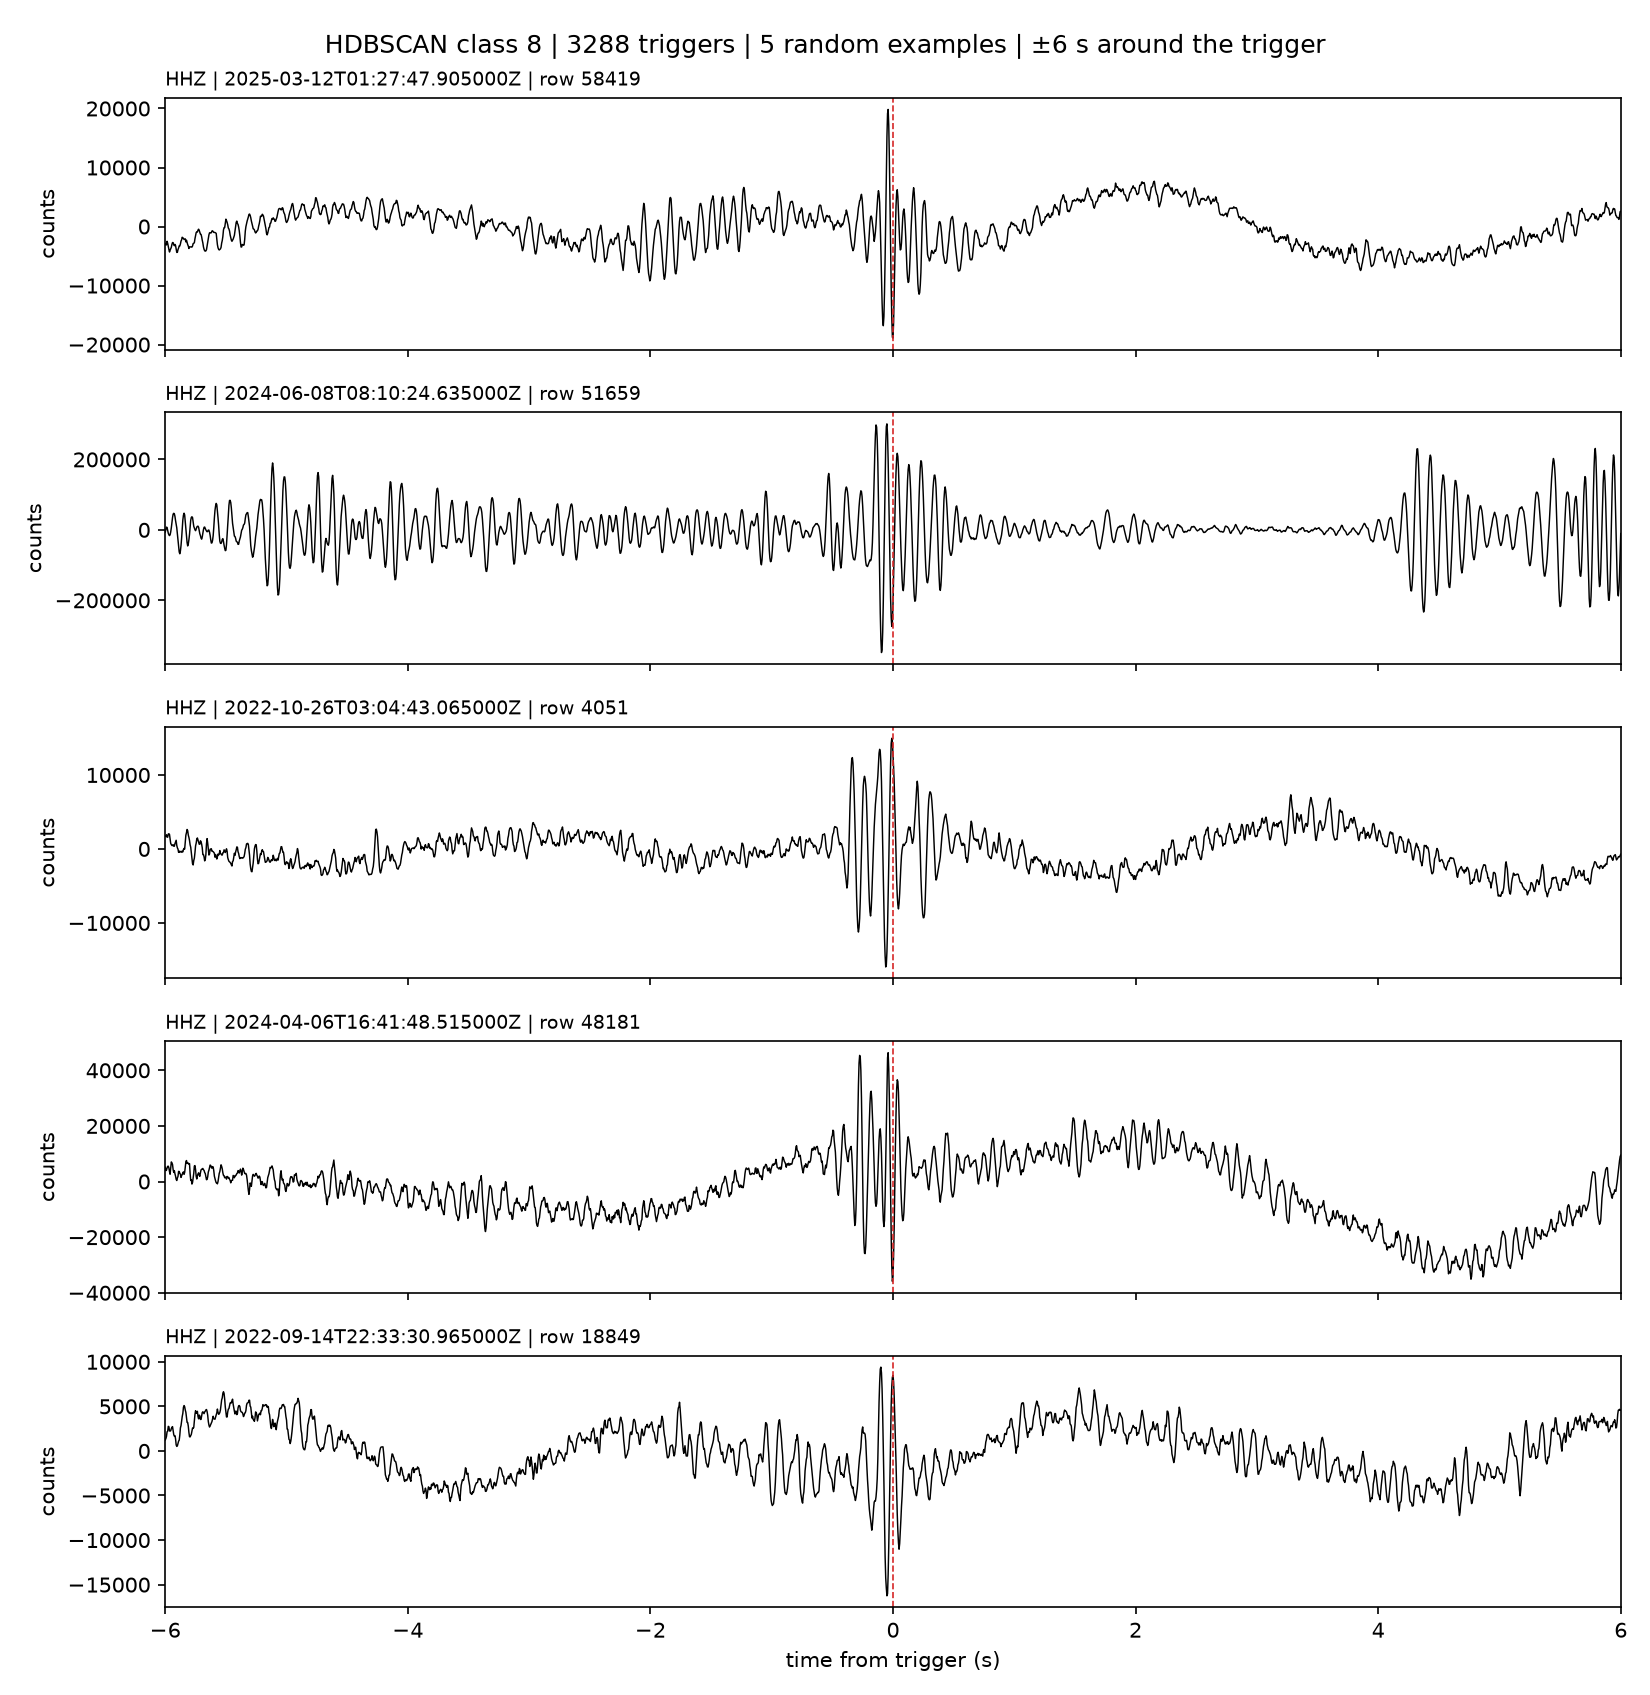 HDBSCAN class 8 | 3288 triggers | 5 random examples | ±6 s around the trigger
HHZ | 2025-03-12T01:27:47.905000Z | row 58419
20000
10000
0
−10000
−20000
counts
HHZ | 2024-06-08T08:10:24.635000Z | row 51659
200000
0
−200000
counts
HHZ | 2022-10-26T03:04:43.065000Z | row 4051
10000
0
−10000
counts
HHZ | 2024-04-06T16:41:48.515000Z | row 48181
40000
20000
0
−20000
−40000
counts
HHZ | 2022-09-14T22:33:30.965000Z | row 18849
10000
5000
0
−5000
−10000
−15000
counts
−6 −4 −2 0 2 4 6
time from trigger (s)